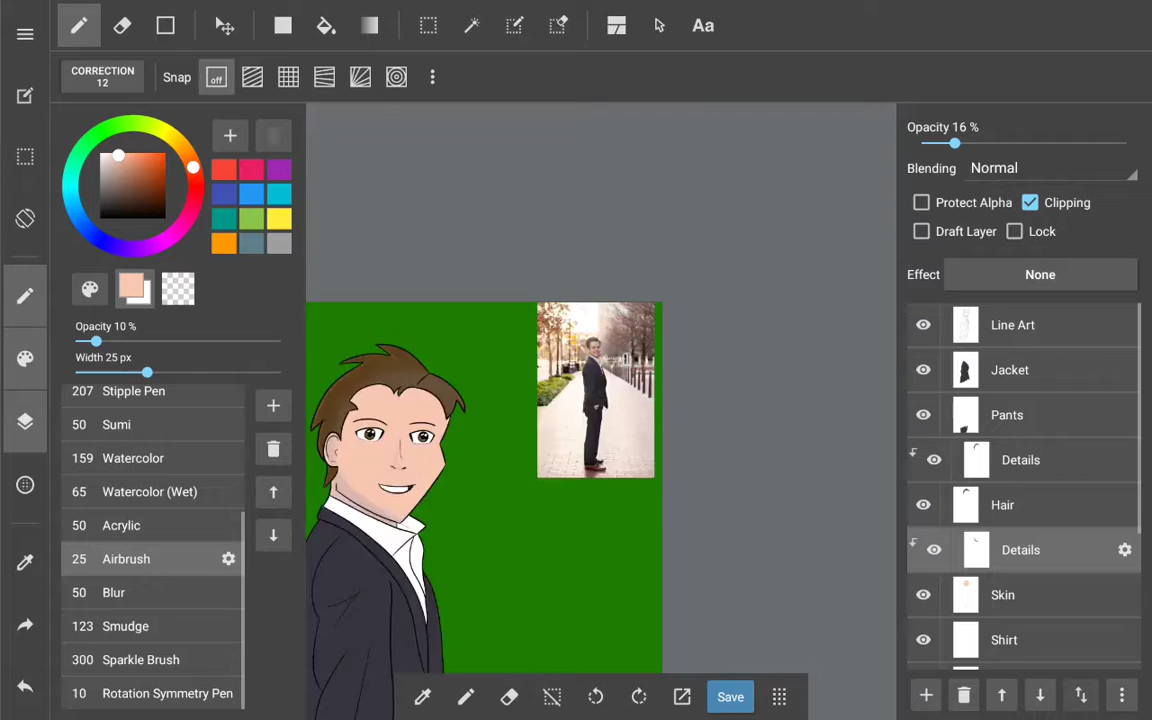 Aa
CORRECTION
12
Snap
off
Opacity 16 %
Blending
Normal
Protect Alpha
Clipping
Draft Layer
Lock
Effect
None
Opacity 10 %
Width 25 px
207 Stipple Pen
50 Sumi
159 Watercolor
65 Watercolor (Wet)
50 Acrylic
25 Airbrush
50 Blur
123 Smudge
300 Sparkle Brush
10 Rotation Symmetry Pen
Line Art
Jacket
Pants
Details
Hair
Details
Skin
Shirt
Save